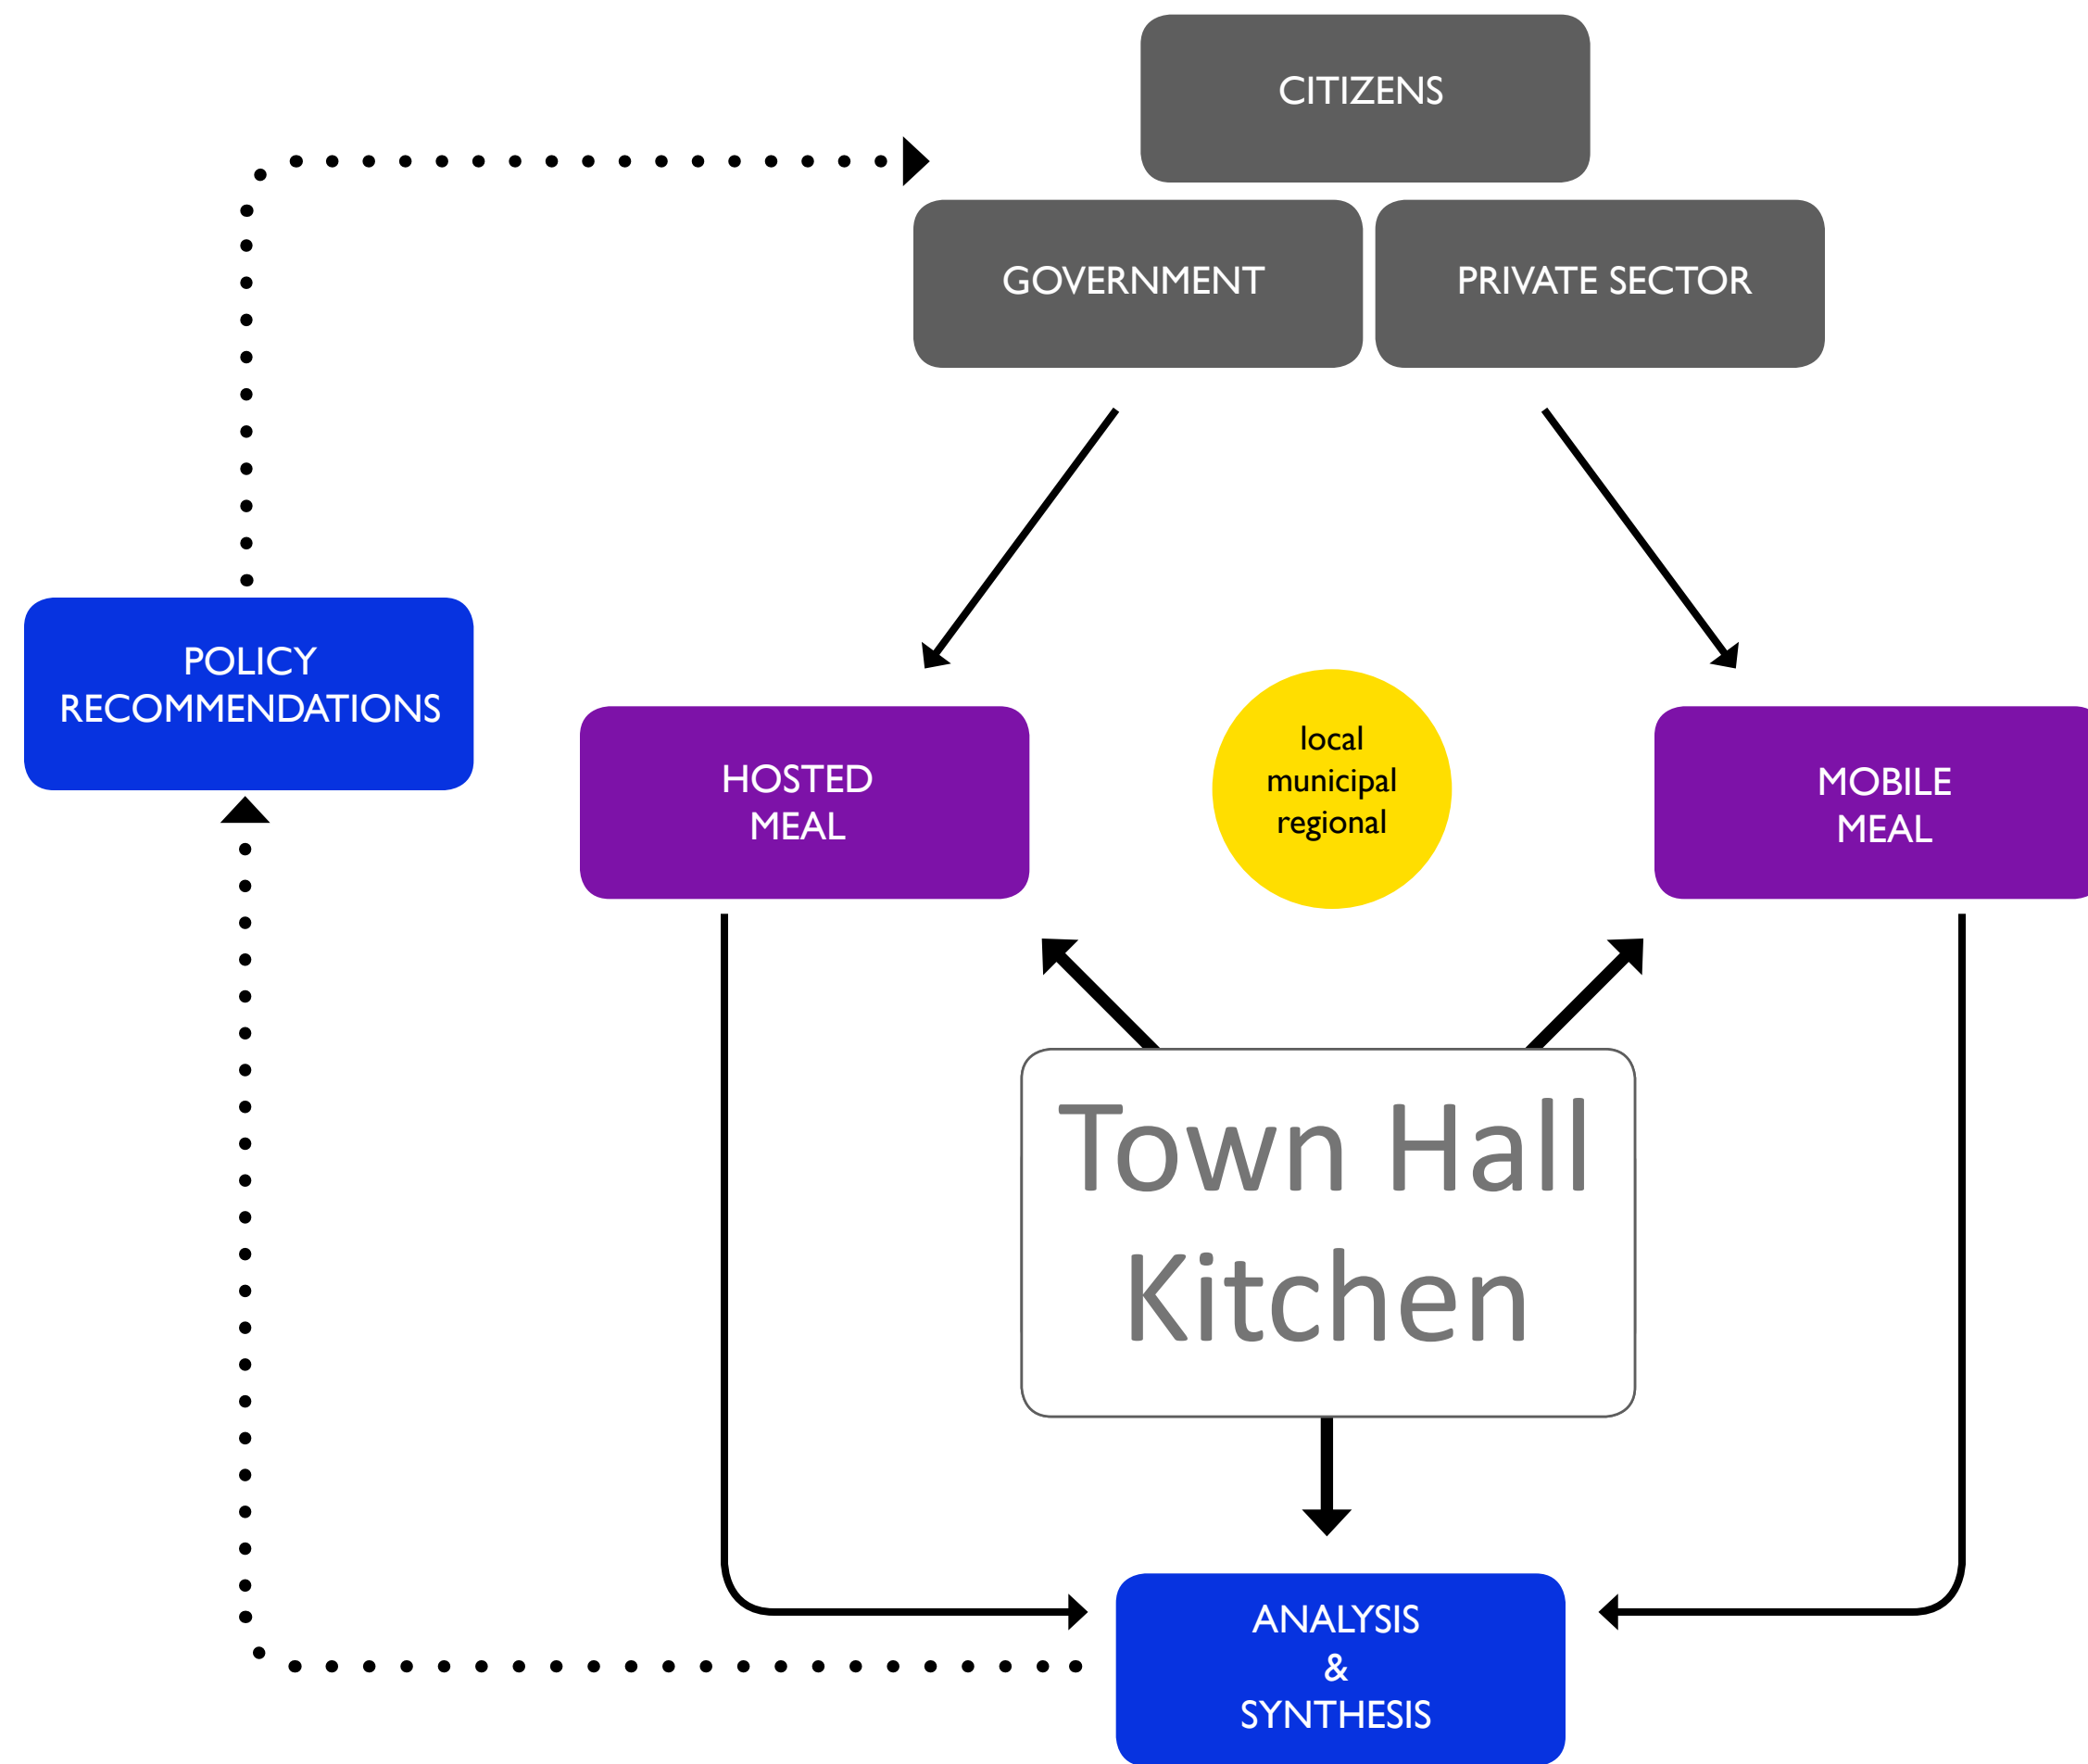 CITIZENS
GOVERNMENT
PRIVATE SECTOR
POLICY
RECOMMENDATIONS
HOSTED
MEAL
local
municipal
regional
MOBILE
MEAL
Town Hall
Kitchen
ANALYSIS
&
SYNTHESIS